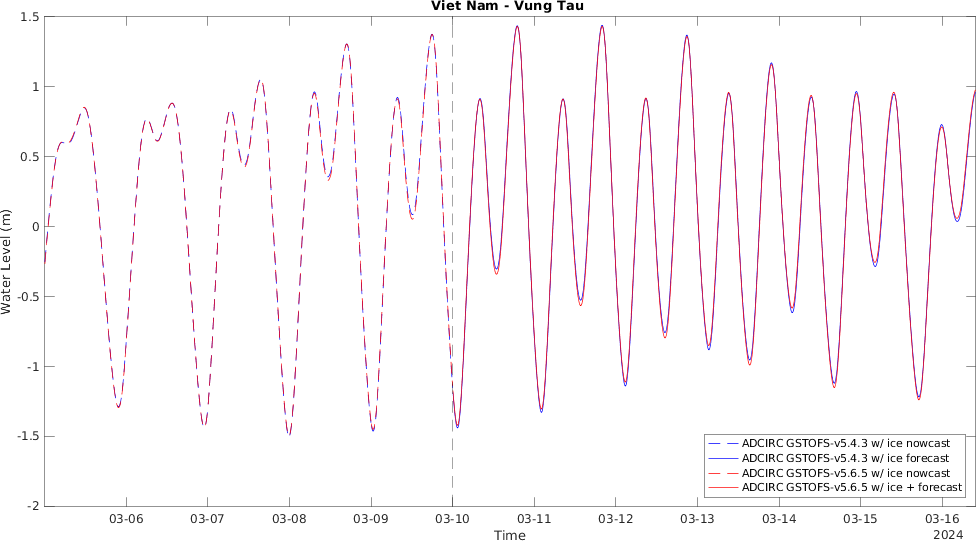 Viet Nam - Vung Tau
1.5
1
0.5
0
-0.5
-1
-1.5
-2
Water Level (m)
ADCIRC GSTOFS-v5.4.3 w/ ice nowcast
ADCIRC GSTOFS-v5.4.3 w/ ice forecast
ADCIRC GSTOFS-v5.6.5 w/ ice nowcast
ADCIRC GSTOFS-v5.6.5 w/ ice + forecast
03-06 03-07 03-08 03-09 03-10 03-11 03-12 03-13 03-14 03-15 03-16
Time
2024